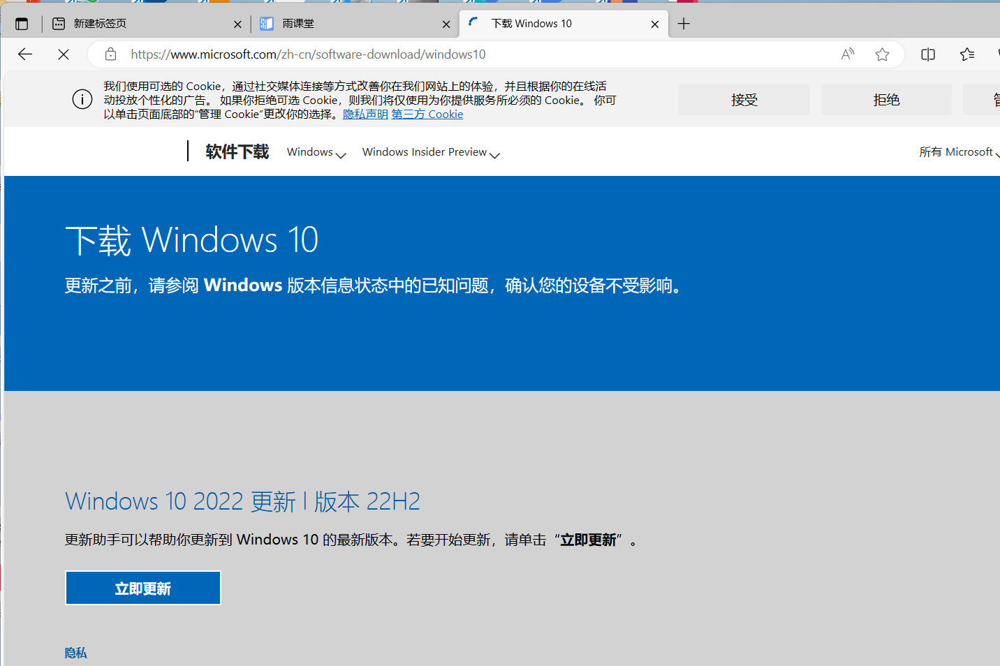 新建标签页
雨课堂
下载 Windows 10
https://www.microsoft.com/zh-cn/software-download/windows10
我们使用可选的 Cookie，通过社交媒体连接等方式改善你在我们网站上的体验，并且根据你的在线活
动投放个性化的广告。 如果你拒绝可选 Cookie，则我们将仅使用为你提供服务所必须的 Cookie。 你可
以单击页面底部的“管理 Cookie”更改你的选择。隐私声明 第三方 Cookie
接受
拒绝
软件下载
Windows
Windows Insider Preview
所有 Microsoft
下载 Windows 10
更新之前，请参阅 Windows 版本信息状态中的已知问题，确认您的设备不受影响。
Windows 10 2022 更新 l 版本 22H2
更新助手可以帮助你更新到 Windows 10 的最新版本。若要开始更新，请单击“立即更新”。
立即更新
隐私